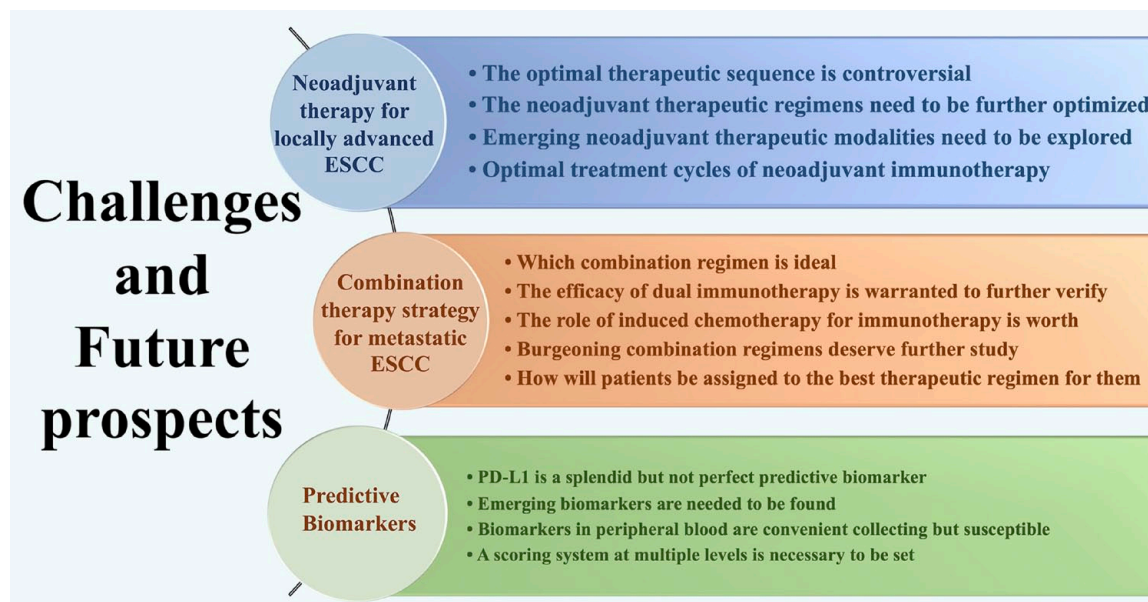 Challenges
and
Future
prospects
Neoadjuvant
therapy for
locally advanced
ESCC
• The optimal therapeutic sequence is controversial
• The neoadjuvant therapeutic regimens need to be further optimized
• Emerging neoadjuvant therapeutic modalities need to be explored
• Optimal treatment cycles of neoadjuvant immunotherapy
Combination
therapy strategy
for metastatic
ESCC
• Which combination regimen is ideal
• The efficacy of dual immunotherapy is warranted to further verify
• The role of induced chemotherapy for immunotherapy is worth
• Burgeoning combination regimens deserve further study
• How will patients be assigned to the best therapeutic regimen for them
Predictive
Biomarkers
• PD-L1 is a splendid but not perfect predictive biomarker
• Emerging biomarkers are needed to be found
• Biomarkers in peripheral blood are convenient collecting but susceptible
• A scoring system at multiple levels is necessary to be set